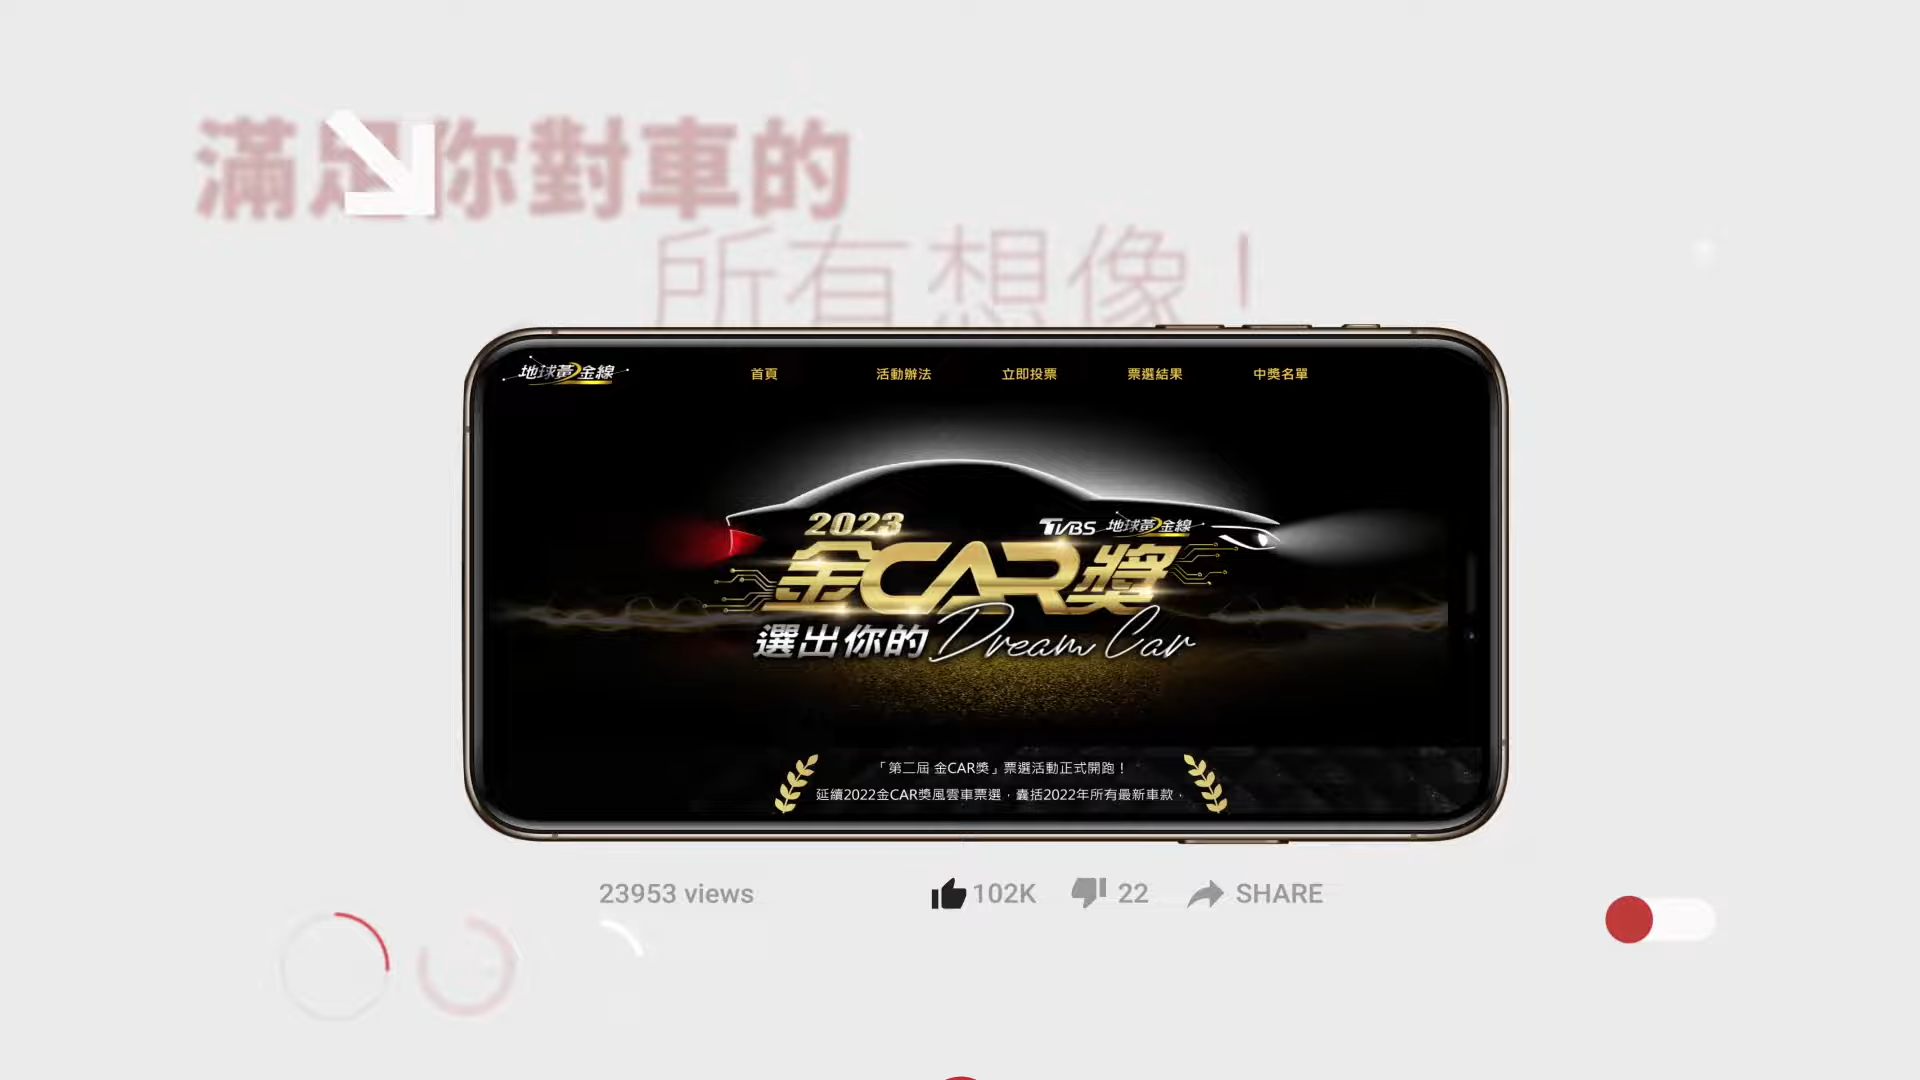 滿足你對車的
所有想像！
地球黃金線
首頁 活動辦法 立即投票 票選結果 中獎名單
2023
TVBS 地球黃金線
金CAR獎
選出你的 Dream Car
「第二屆 金CAR獎」票選活動正式開跑！
延續2022金CAR獎風雲車票選，囊括2022年所有最新車款，
23953 views 102K 22 SHARE